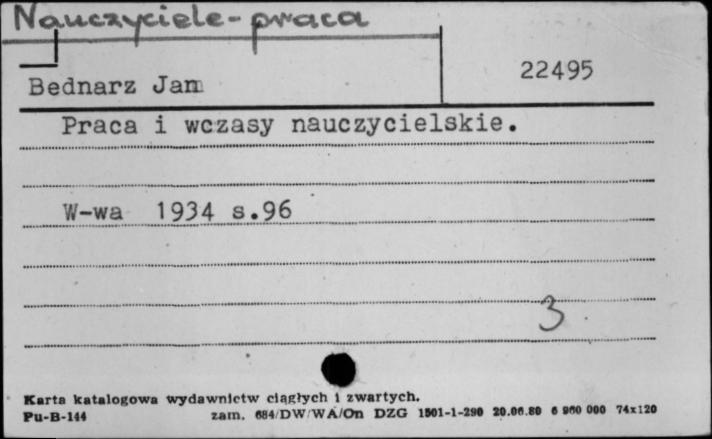 Nauczyciele-praca
22495
Bednarz Jan
Praca i wczasy nauczycielskie.
W-wa 1934 s.96
3
Karta katalogowa wydawnictw ciągłych i zwartych.
Pu-B-144 zam. 684/DW/WA/On DZG 1501-1-290 20.06.80 6 960 000 74x120